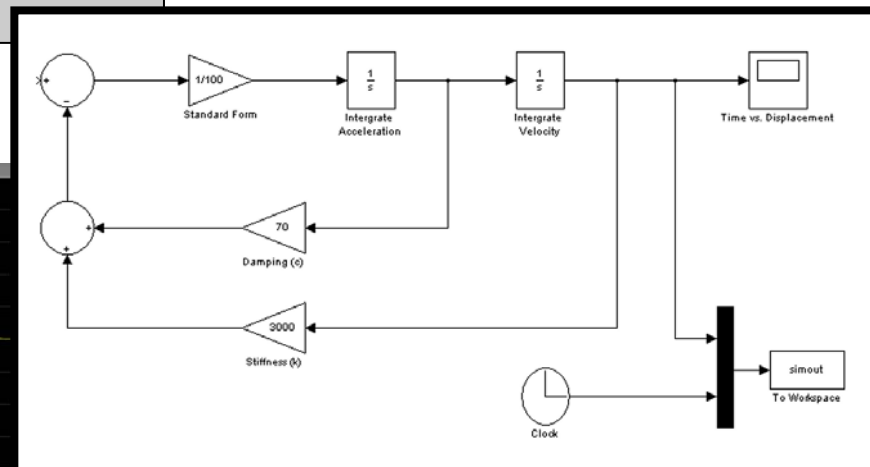 1/100
Standard Form
1
s
Intergrate
Acceleration
1
s
Intergrate
Velocity
Time vs. Displacement
70
Damping (c)
3000
Stiffness (k)
Clock
simout
To Workspace